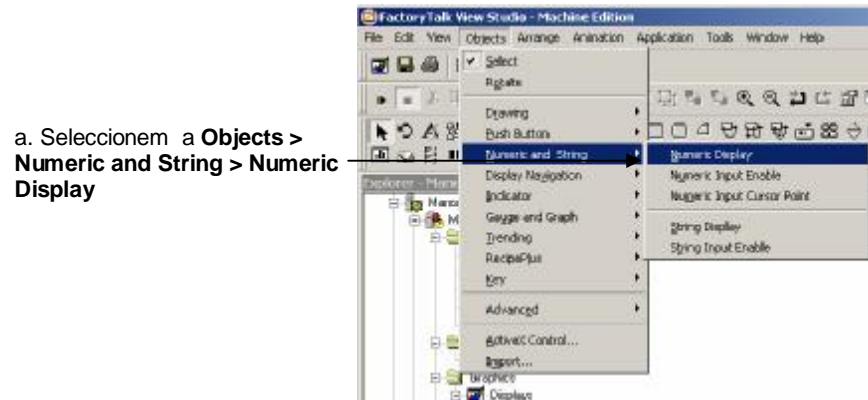 FactoryTalk View Studio - Machine Edition
File Edit View Objects Arrange Animation Application Tools Window Help
Select
Rotate
Drawing
Push Button
a. Seleccionem a Objects >
Numeric and String > Numeric
Display
Numeric and String
Numeric Display
Display Navigation
Numeric Input Enable
Indicator
Numeric Input Cursor Point
Gauge and Graph
Trending
String Display
RecipePlus
String Input Enable
Key
Advanced
ActiveX Control...
Import...
Explorer -
Graphics
Displays